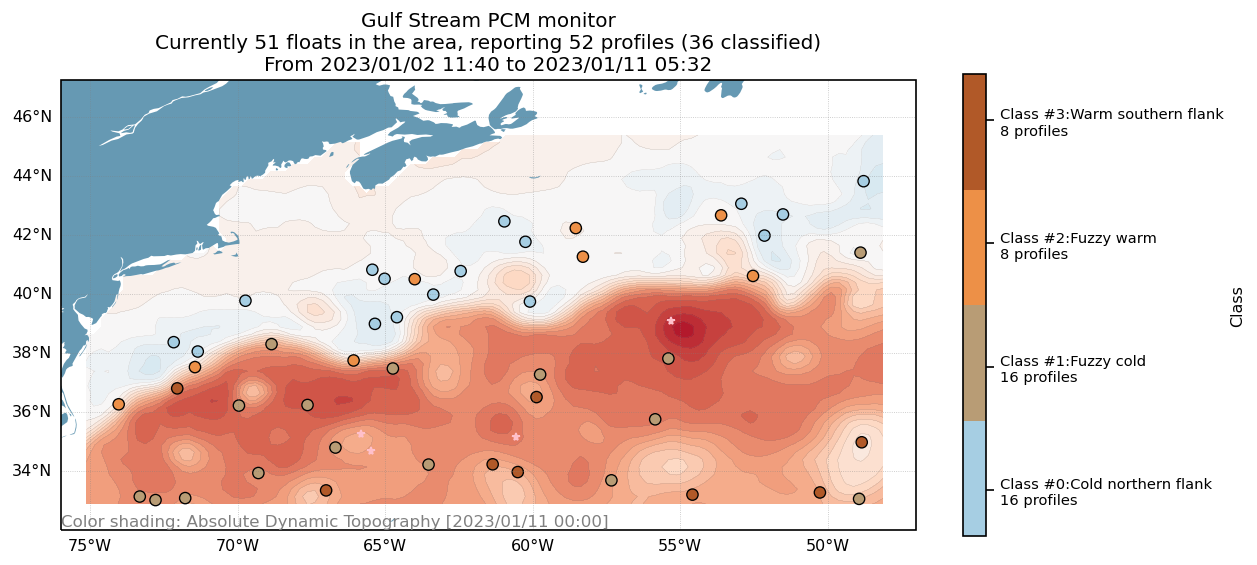 Gulf Stream PCM monitor
Currently 51 floats in the area, reporting 52 profiles (36 classified)
From 2023/01/02 11:40 to 2023/01/11 05:32
46°N
44°N
42°N
40°N
38°N
36°N
34°N
Color shading: Absolute Dynamic Topography [2023/01/11 00:00]
75°W
70°W
65°W
60°W
55°W
50°W
Class #3:Warm southern flank
8 profiles
Class #2:Fuzzy warm
8 profiles
Class #1:Fuzzy cold
16 profiles
Class #0:Cold northern flank
16 profiles
Class